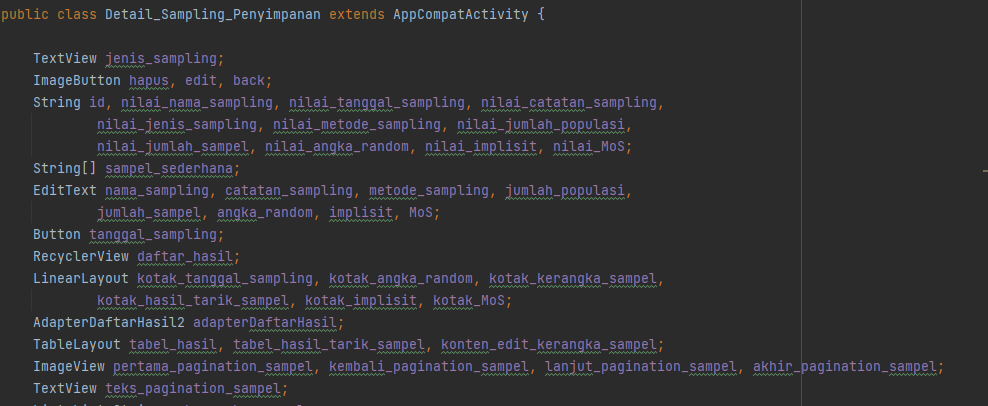 public class Detail_Sampling_Penyimpanan extends AppCompatActivity {
TextView jenis_sampling;
ImageButton hapus, edit, back;
String id, nilai_nama_sampling, nilai_tanggal_sampling, nilai_catatan_sampling,
nilai_jenis_sampling, nilai_metode_sampling, nilai_jumlah_populasi,
nilai_jumlah_sampel, nilai_angka_random, nilai_implisit, nilai_MoS;
String[] sampel_sederhana;
EditText nama_sampling, catatan_sampling, metode_sampling, jumlah_populasi,
jumlah_sampel, angka_random, implisit, MoS;
Button tanggal_sampling;
RecyclerView daftar_hasil;
LinearLayout kotak_tanggal_sampling, kotak_angka_random, kotak_kerangka_sampel,
kotak_hasil_tarik_sampel, kotak_implisit, kotak_MoS;
AdapterDaftarHasil2 adapterDaftarHasil;
TableLayout tabel_hasil, tabel_hasil_tarik_sampel, konten_edit_kerangka_sampel;
ImageView pertama_pagination_sampel, kembali_pagination_sampel, lanjut_pagination_sampel, akhir_pagination_sampel;
TextView teks_pagination_sampel;